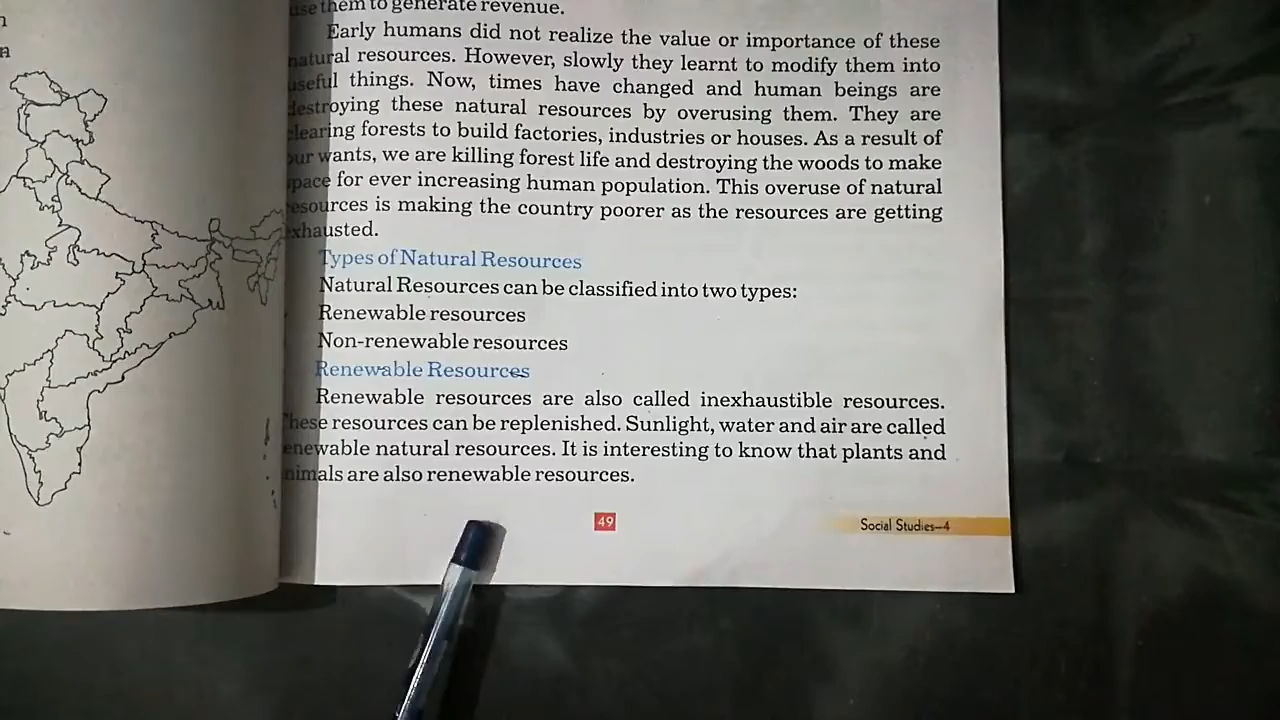 use them to generate revenue.
Early humans did not realize the value or importance of these
natural resources. However, slowly they learnt to modify them into
useful things. Now, times have changed and human beings are
destroying these natural resources by overusing them. They are
clearing forests to build factories, industries or houses. As a result of
our wants, we are killing forest life and destroying the woods to make
space for ever increasing human population. This overuse of natural
resources is making the country poorer as the resources are getting
exhausted.
Types of Natural Resources
Natural Resources can be classified into two types:
Renewable resources
Non-renewable resources
Renewable Resources
Renewable resources are also called inexhaustible resources.
These resources can be replenished. Sunlight, water and air are called
renewable natural resources. It is interesting to know that plants and
animals are also renewable resources.
49
Social Studies–4